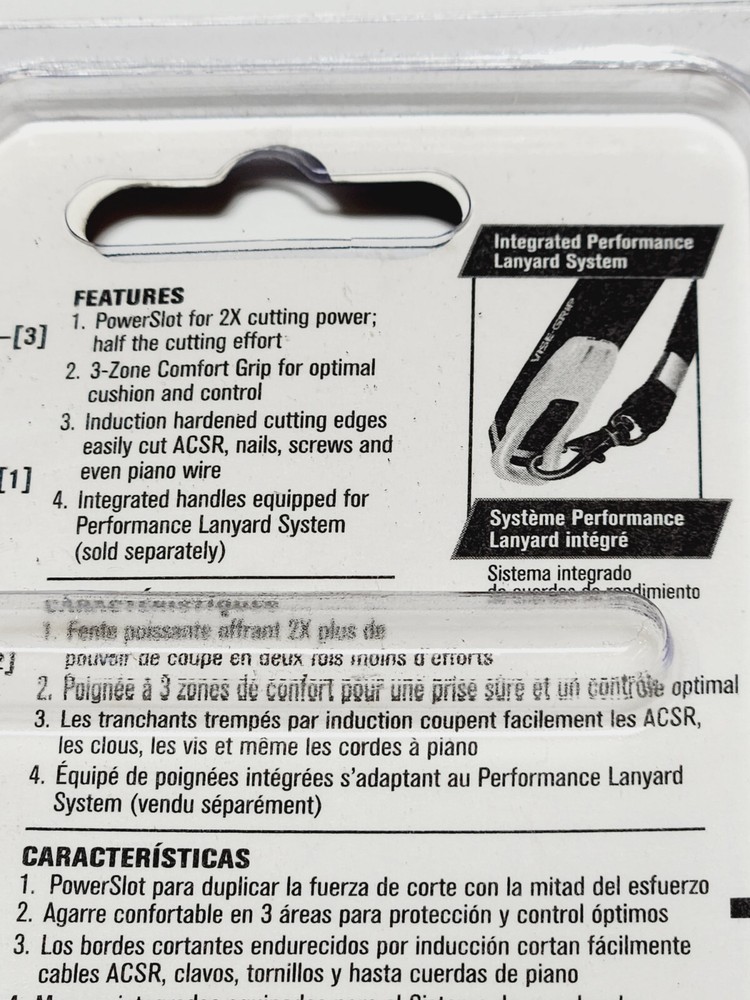 Integrated Performance
Lanyard System
VISE-GRIP
FEATURES
1. PowerSlot for 2X cutting power;
half the cutting effort
2. 3-Zone Comfort Grip for optimal
cushion and control
3. Induction hardened cutting edges
easily cut ACSR, nails, screws and
even piano wire
4. Integrated handles equipped for
Performance Lanyard System
(sold separately)
[3]
[1]
Système Performance
Lanyard intégré
Sistema integrado
de cuerdas de rendimiento
CARACTÉRISTIQUES
1. Fente puissante offrant 2X plus de
pouvoir de coupe en deux fois moins d'efforts
2. Poignée à 3 zones de confort pour une prise sûre et un contrôle optimal
3. Les tranchants trempés par induction coupent facilement les ACSR,
les clous, les vis et même les cordes à piano
4. Équipé de poignées intégrées s'adaptant au Performance Lanyard
System (vendu séparément)
CARACTERÍSTICAS
1. PowerSlot para duplicar la fuerza de corte con la mitad del esfuerzo
2. Agarre confortable en 3 áreas para protección y control óptimos
3. Los bordes cortantes endurecidos por inducción cortan fácilmente
cables ACSR, clavos, tornillos y hasta cuerdas de piano